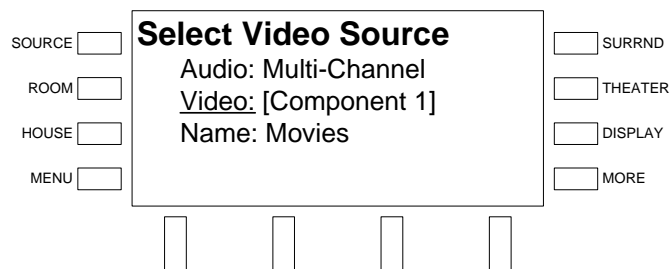 Select Video Source
Audio: Multi-Channel
Video: [Component 1]
Name: Movies
SOURCE
ROOM
HOUSE
MENU
SURRND
THEATER
DISPLAY
MORE